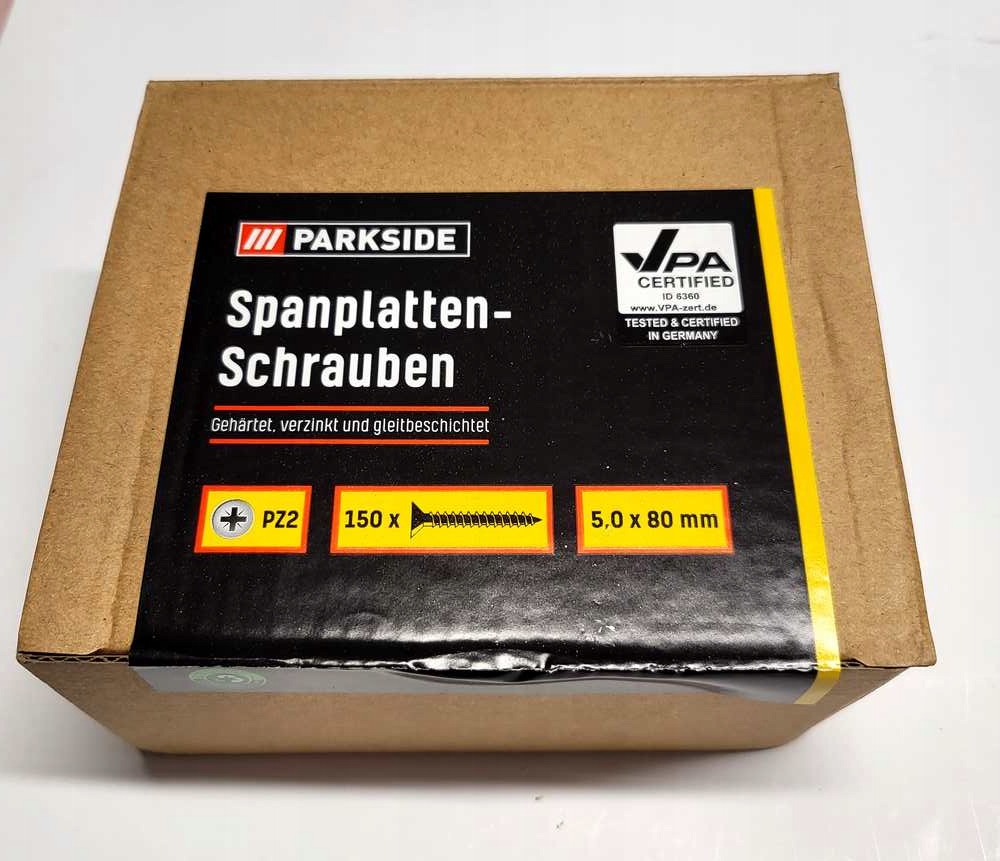 PARKSIDE
Spanplatten-
Schrauben
Gehärtet, verzinkt und gleitbeschichtet
PZ2
150 x
5,0 x 80 mm
VPA
CERTIFIED
ID 6360
www.VPA-zert.de
TESTED & CERTIFIED
IN GERMANY